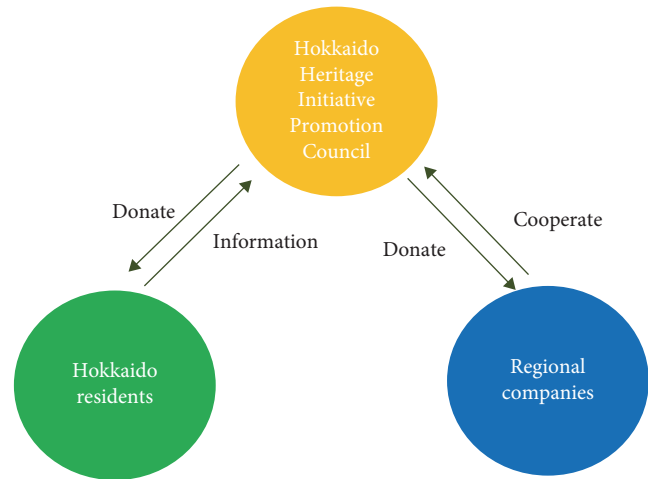 Hokkaido
Heritage
Initiative
Promotion
Council
Donate
Information
Donate
Cooperate
Hokkaido
residents
Regional
companies